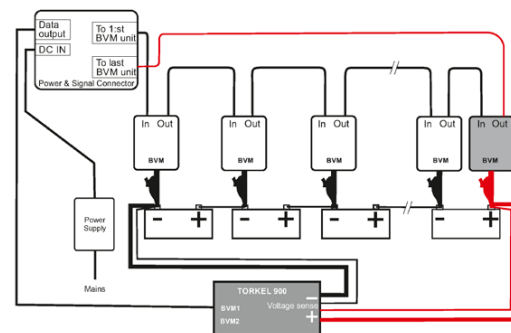 Data
output
To 1:st
BVM unit
DC IN
To last
BVM unit
Power & Signal Connector
In Out
BVM
In Out
BVM
In Out
BVM
In Out
BVM
In Out
BVM
- +
- +
- +
- +
Power
Supply
Mains
TORKEL 900
Voltage sense
BVM1
BVM2
-
+